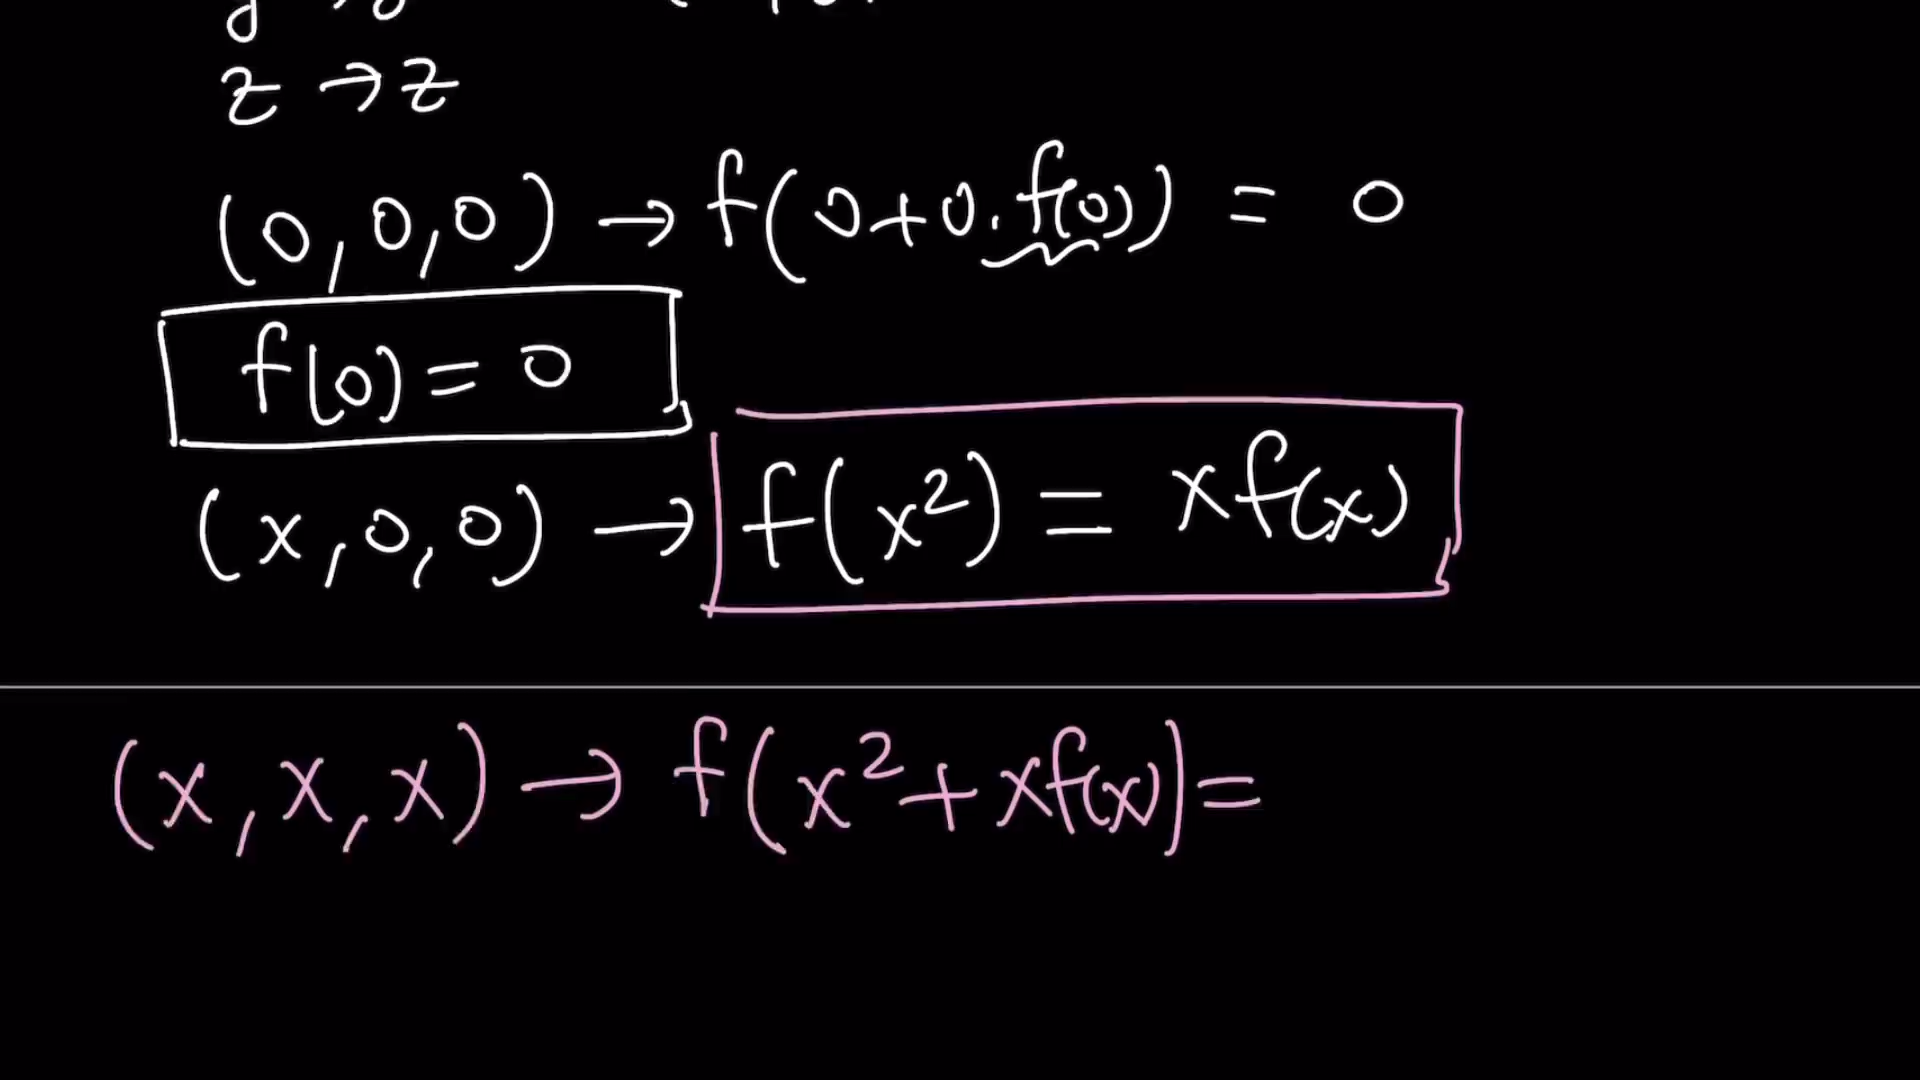 z → z
(0, 0, 0) → f(0+0.f(0)) = 0
f(0) = 0
(x, 0, 0) → f(x²) = xf(x)
(x, x, x) → f(x²+xf(x)) =